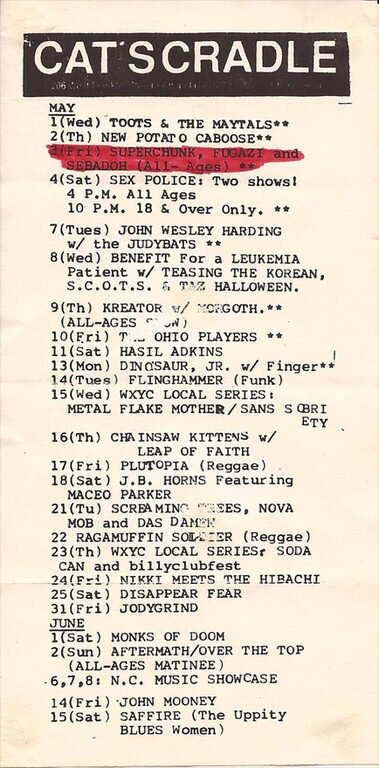 CAT'S CRADLE
MAY
1(Wed) TOOTS & THE MAYTALS**
2(Th) NEW POTATO CABOOSE**
3(Fri) SUPERCHUNK, FUGAZI and
SEBADOH (All- Ages) **
4(Sat) SEX POLICE: Two shows!
4 P.M. All Ages
10 P.M. 18 & Over Only. **
7(Tues) JOHN WESLEY HARDING
w/ the JUDYBATS **
8(Wed) BENEFIT For a LEUKEMIA
Patient w/ TEASING THE KOREAN,
S.C.O.T.S. & TAZ HALLOWEEN.
9(Th) KREATOR w/ MORGOTH.**
(ALL-AGES SHOW)
10(Fri) THE OHIO PLAYERS **
11(Sat) HASIL ADKINS
13(Mon) DINOSAUR, JR. w/ Finger**
14(Tues) FLINGHAMMER (Funk)
15(Wed) WXYC LOCAL SERIES:
METAL FLAKE MOTHER/SANS SOBRI
ETY
16(Th) CHAINSAW KITTENS w/
LEAP OF FAITH
17(Fri) PLUTOPIA (Reggae)
18(Sat) J.B. HORNS Featuring
MACEO PARKER
21(Tu) SCREAMING TREES, NOVA
MOB and DAS DAMEN
22 RAGAMUFFIN SOLDIER (Reggae)
23(Th) WXYC LOCAL SERIES: SODA
CAN and billyclubfest
24(Fri) NIKKI MEETS THE HIBACHI
25(Sat) DISAPPEAR FEAR
31(Fri) JODYGRIND
JUNE
1(Sat) MONKS OF DOOM
2(Sun) AFTERMATH/OVER THE TOP
(ALL-AGES MATINEE)
6,7,8: N.C. MUSIC SHOWCASE
14(Fri) JOHN MOONEY
15(Sat) SAFFIRE (The Uppity
BLUES Women)